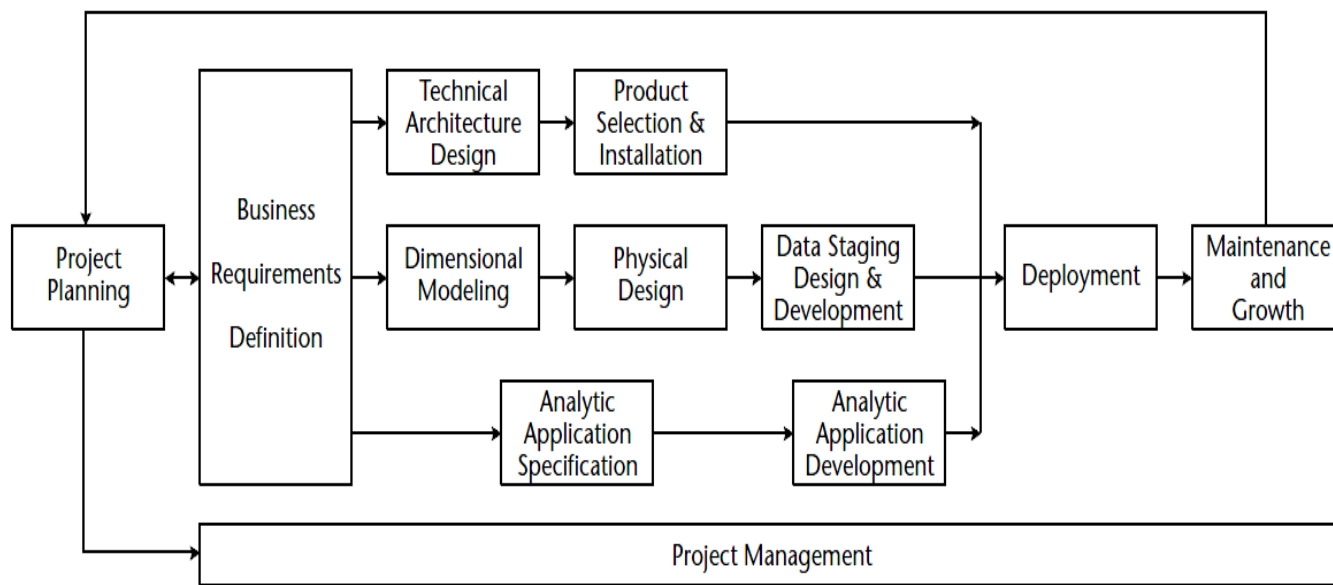 Technical
Architecture
Design
Product
Selection &
Installation
Project
Planning
Business
Requirements
Definition
Dimensional
Modeling
Physical
Design
Data Staging
Design &
Development
Deployment
Maintenance
and
Growth
Analytic
Application
Specification
Analytic
Application
Development
Project Management